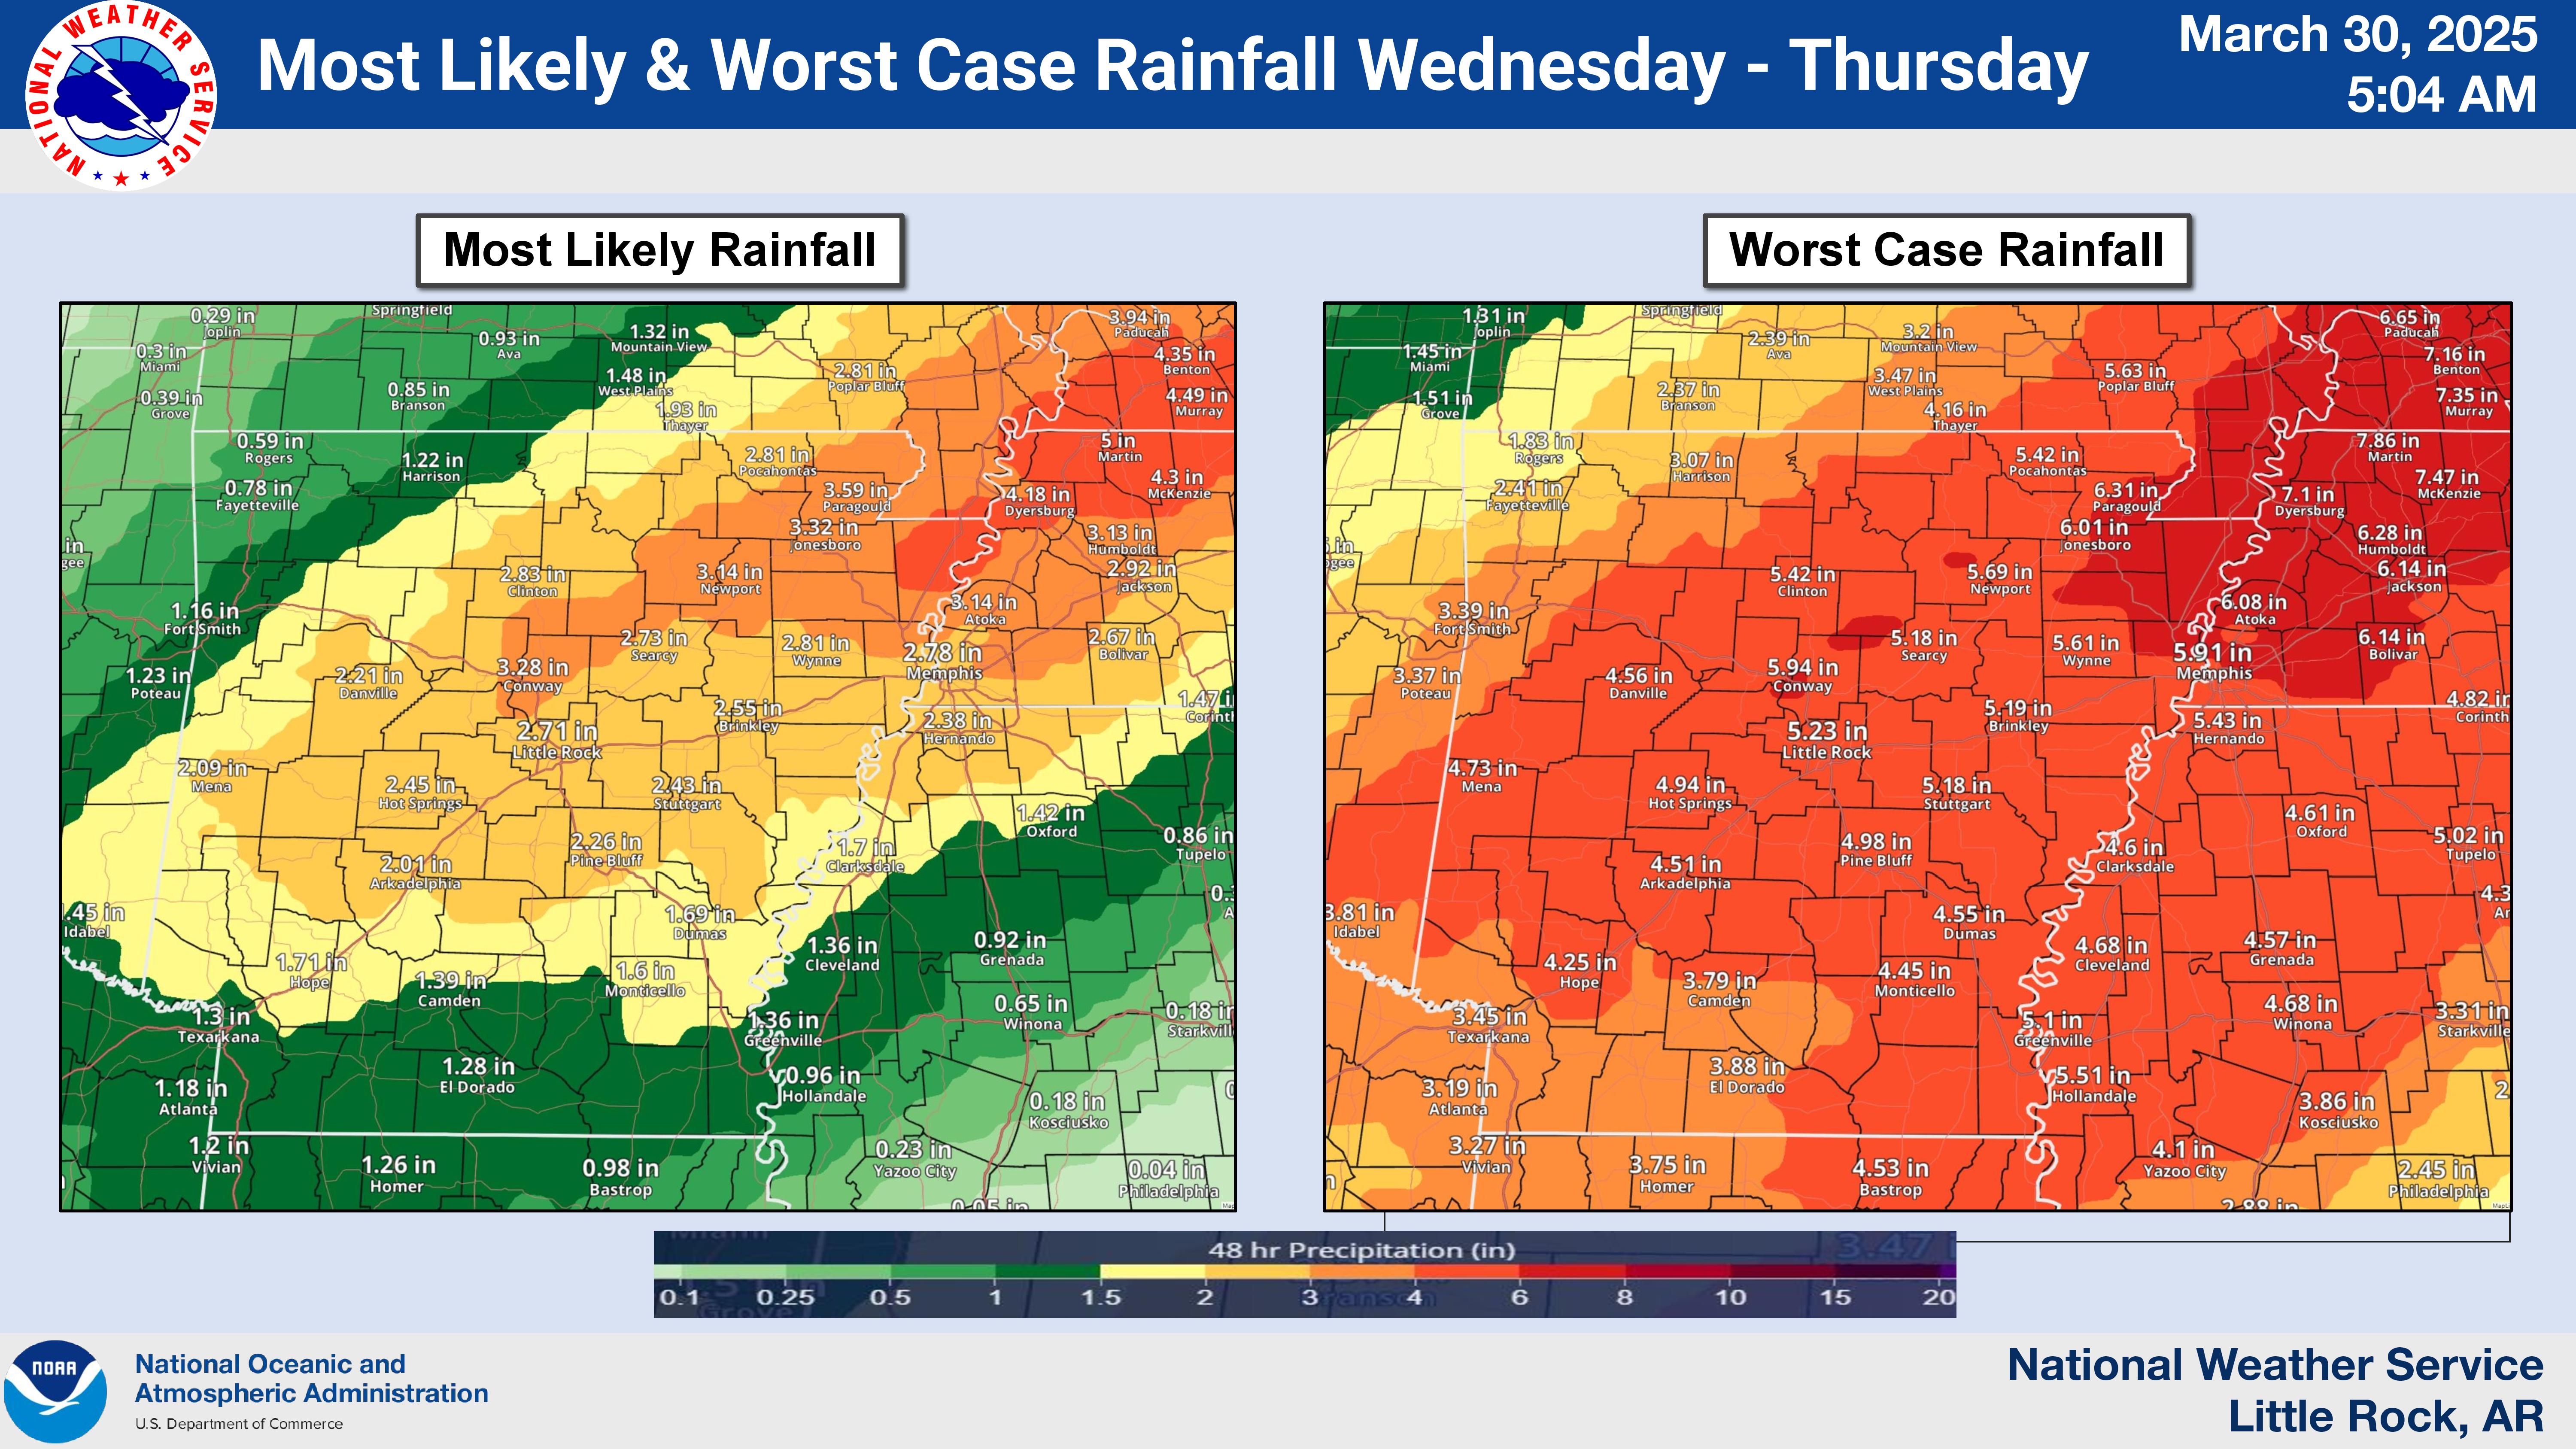 NATIONAL WEATHER SERVICE
Most Likely & Worst Case Rainfall Wednesday - Thursday
March 30, 2025
5:04 AM
Most Likely Rainfall
0.29 in
Joplin
Springfield
0.93 in
Ava
1.32 in
Mountain View
3.94 in
Paducah
0.3 in
Miami
4.35 in
Benton
0.39 in
Grove
0.85 in
Branson
1.48 in
West Plains
2.81 in
Poplar Bluff
4.49 in
Murray
1.93 in
Thayer
0.59 in
Rogers
1.22 in
Harrison
2.81 in
Pocahontas
5 in
Martin
0.78 in
Fayetteville
3.59 in
Paragould
4.18 in
Dyersburg
4.3 in
McKenzie
3.32 in
Jonesboro
3.13 in
Humboldt
in
gee
2.83 in
Clinton
3.14 in
Newport
2.92 in
Jackson
1.16 in
Fort Smith
3.14 in
Atoka
2.73 in
Searcy
2.81 in
Wynne
2.78 in
Memphis
2.67 in
Bolivar
1.23 in
Poteau
2.21 in
Danville
3.28 in
Conway
1.47 i
Corinth
2.71 in
Little Rock
2.55 in
Brinkley
2.38 in
Hernando
2.09 in
Mena
2.45 in
Hot Springs
2.43 in
Stuttgart
1.42 in
Oxford
0.86 in
Tupelo
2.26 in
Pine Bluff
1.7 in
Clarksdale
2.01 in
Arkadelphia
.45 in
Idabel
1.69 in
Dumas
0.
A
1.36 in
Cleveland
0.92 in
Grenada
1.71 in
Hope
1.39 in
Camden
1.6 in
Monticello
1.3 in
Texarkana
1.36 in
Greenville
0.65 in
Winona
0.18 in
Starkvill
1.28 in
El Dorado
0.96 in
Hollandale
1.18 in
Atlanta
0.18 in
Kosciusko
1.2 in
Vivian
1.26 in
Homer
0.98 in
Bastrop
0.23 in
Yazoo City
0.04 in
Philadelphia
0.05 in
Worst Case Rainfall
1.31 in
Joplin
Springfield
2.39 in
Ava
3.2 in
Mountain View
6.65 in
Paducah
1.45 in
Miami
7.16 in
Benton
1.51 in
Grove
2.37 in
Branson
3.47 in
West Plains
5.63 in
Poplar Bluff
7.35 in
Murray
4.16 in
Thayer
1.83 in
Rogers
3.07 in
Harrison
5.42 in
Pocahontas
7.86 in
Martin
2.41 in
Fayetteville
6.31 in
Paragould
7.1 in
Dyersburg
7.47 in
McKenzie
6.01 in
Jonesboro
6.28 in
Humboldt
in
gee
5.42 in
Clinton
5.69 in
Newport
6.14 in
Jackson
3.39 in
Fort Smith
6.08 in
Atoka
5.18 in
Searcy
5.61 in
Wynne
5.91 in
Memphis
6.14 in
Bolivar
3.37 in
Poteau
4.56 in
Danville
5.94 in
Conway
4.82 in
Corinth
5.23 in
Little Rock
5.19 in
Brinkley
5.43 in
Hernando
4.73 in
Mena
4.94 in
Hot Springs
5.18 in
Stuttgart
4.61 in
Oxford
5.02 in
Tupelo
4.98 in
Pine Bluff
4.6 in
Clarksdale
4.51 in
Arkadelphia
3.81 in
Idabel
4.55 in
Dumas
4.3
Ar
4.68 in
Cleveland
4.57 in
Grenada
4.25 in
Hope
3.79 in
Camden
4.45 in
Monticello
3.45 in
Texarkana
5.1 in
Greenville
4.68 in
Winona
3.31 in
Starkville
3.88 in
El Dorado
5.51 in
Hollandale
3.19 in
Atlanta
3.86 in
Kosciusko
2
3.27 in
Vivian
3.75 in
Homer
4.53 in
Bastrop
4.1 in
Yazoo City
2.45 in
Philadelphia
2.88 in
48 hr Precipitation (in)
3.47
0.1 0.25 0.5 1 1.5 2 3 4 6 8 10 15 20
NOAA
National Oceanic and
Atmospheric Administration
U.S. Department of Commerce
National Weather Service
Little Rock, AR